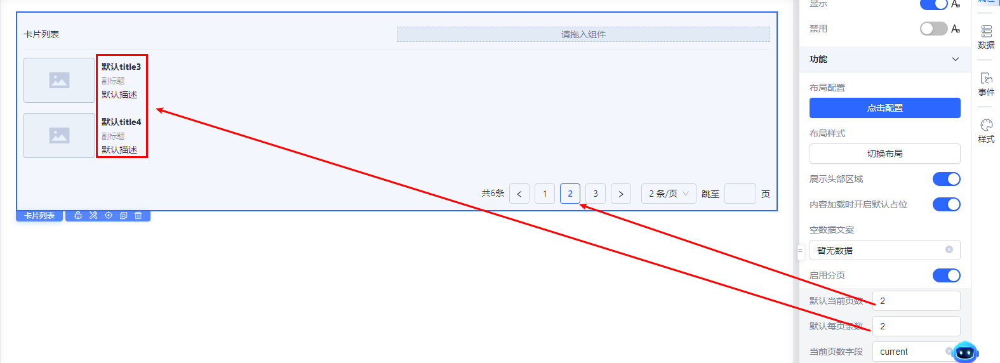 卡片列表
请拖入组件
默认title3
副标题
默认描述
默认title4
副标题
默认描述
共6条
1
2
3
2 条/页
跳至
页
卡片列表
显示
禁用
功能
布局配置
点击配置
布局样式
切换布局
展示头部区域
内容加载时开启默认占位
空数据文案
暂无数据
启用分页
默认当前页数
2
默认每页条数
2
当前页数字段
current
数据
事件
样式